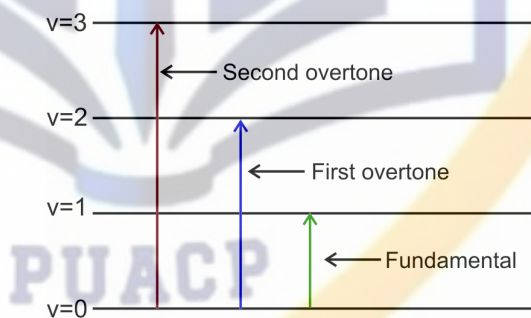 v=3
Second overtone
v=2
First overtone
v=1
Fundamental
PUACP
v=0